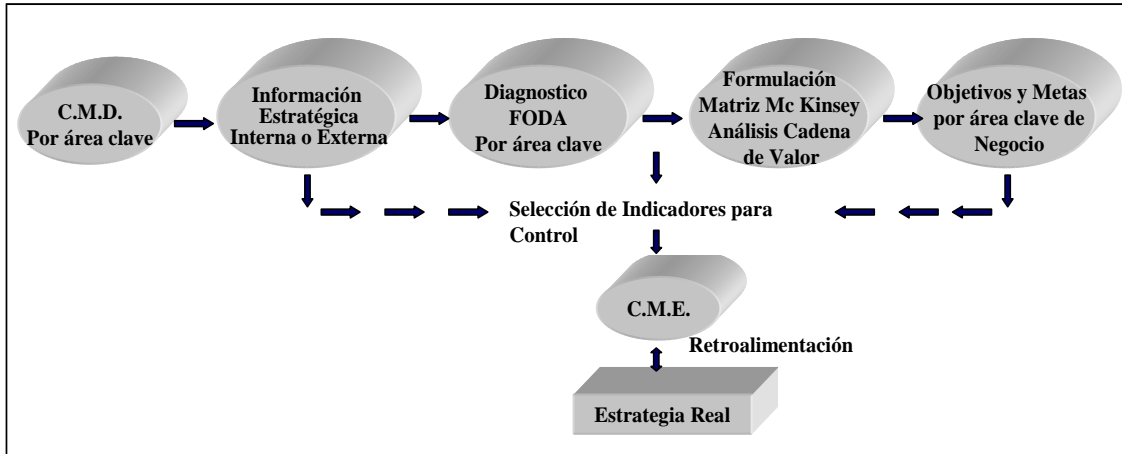 C.M.D.
Por área clave
Información
Estratégica
Interna o Externa
Diagnostico
FODA
Por área clave
Formulación
Matriz Mc Kinsey
Análisis Cadena
de Valor
Objetivos y Metas
por área clave de
Negocio
Selección de Indicadores para
Control
C.M.E.
Retroalimentación
Estrategia Real